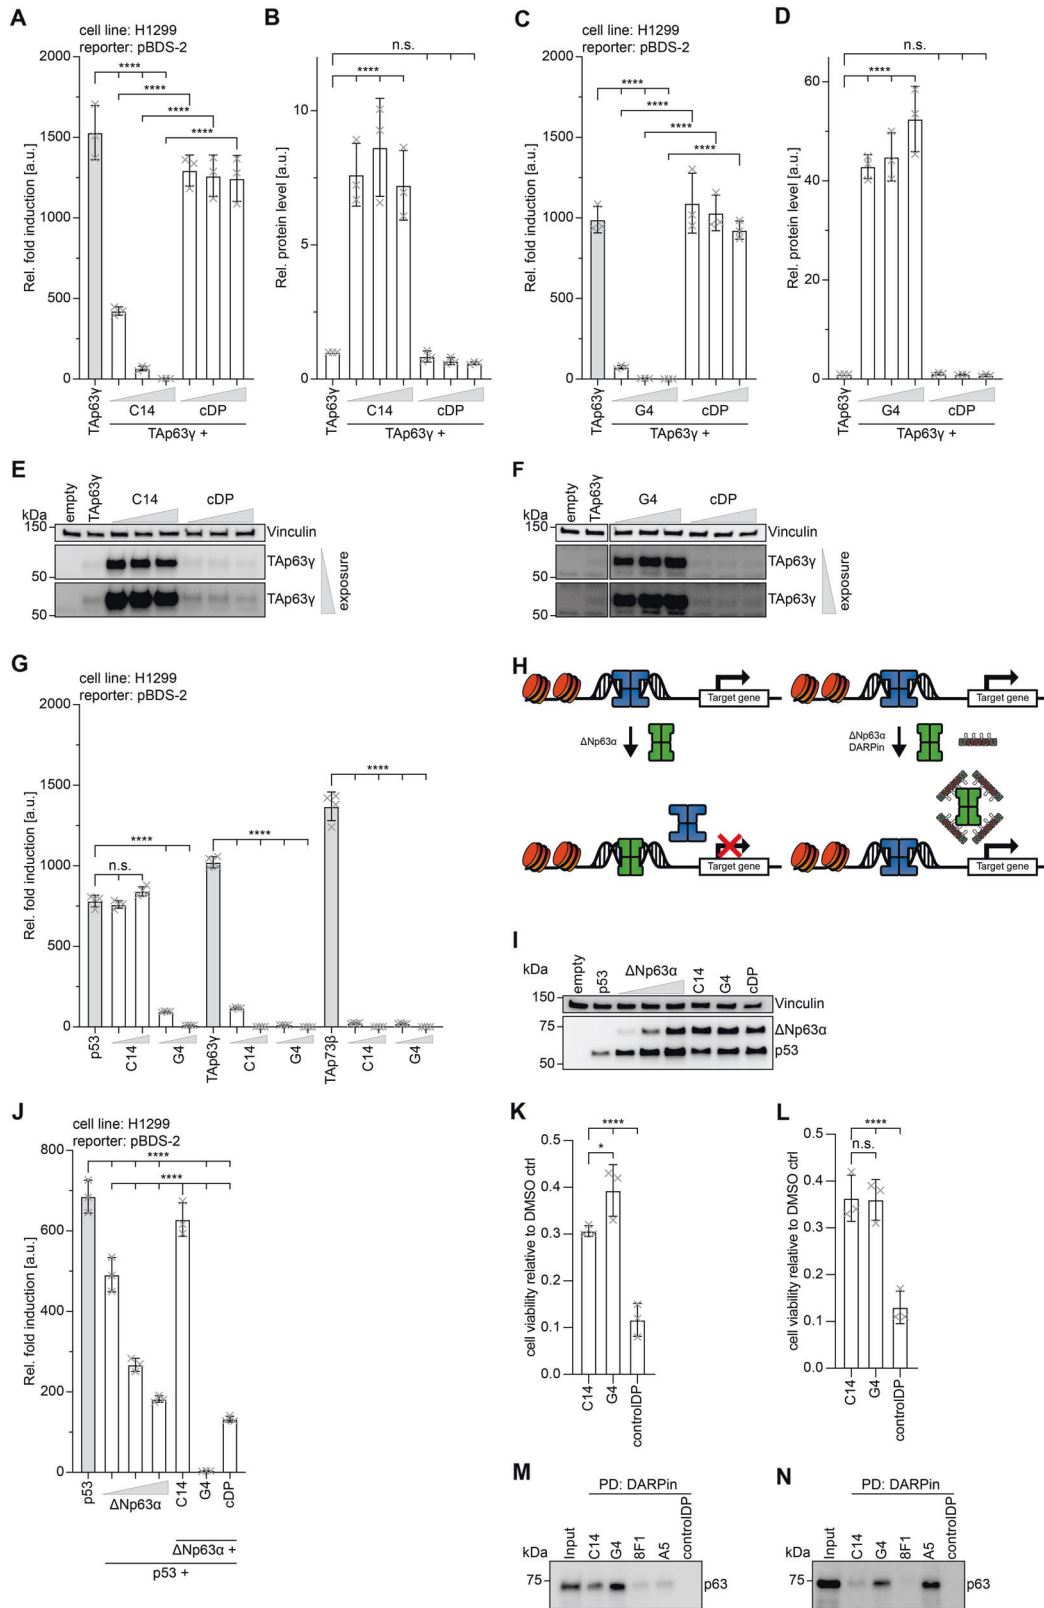 A
cell line: H1299
reporter: pBDS-2
2000
1500
1000
500
0
Rel. fold induction [a.u.]
****
****
****
****
TAp63γ
C14
cDP
TAp63γ +
B
n.s.
****
10
5
0
Rel. protein level [a.u.]
TAp63γ
C14
cDP
TAp63γ +
C
cell line: H1299
reporter: pBDS-2
2000
1500
1000
500
0
Rel. fold induction [a.u.]
****
****
****
****
TAp63γ
G4
cDP
TAp63γ +
D
n.s.
****
60
40
20
0
Rel. protein level [a.u.]
TAp63γ
G4
cDP
TAp63γ +
E
empty
TAp63γ
C14
cDP
kDa
150
Vinculin
50
TAp63γ
50
TAp63γ
exposure
F
empty
TAp63γ
G4
cDP
kDa
150
Vinculin
50
TAp63γ
50
TAp63γ
exposure
G
cell line: H1299
reporter: pBDS-2
2000
1500
1000
500
0
Rel. fold induction [a.u.]
****
n.s.
****
****
p53
C14
G4
TAp63γ
C14
G4
TAp73β
C14
G4
H
Target gene
Target gene
ΔNp63α
ΔNp63α
DARPin
Target gene
Target gene
I
kDa
empty
p53
ΔNp63α
C14
G4
cDP
150
Vinculin
75
ΔNp63α
p53
50
J
cell line: H1299
reporter: pBDS-2
800
600
400
200
0
Rel. fold induction [a.u.]
****
****
p53
ΔNp63α
C14
G4
cDP
ΔNp63α +
p53 +
K
0.5
0.4
0.3
0.2
0.1
0.0
cell viability relative to DMSO ctrl
****
*
C14
G4
controlDP
L
0.5
0.4
0.3
0.2
0.1
0.0
cell viability relative to DMSO ctrl
****
n.s.
C14
G4
controlDP
M
PD: DARPin
Input
C14
G4
8F1
A5
controlDP
kDa
75
p63
N
PD: DARPin
Input
C14
G4
8F1
A5
controlDP
kDa
75
p63